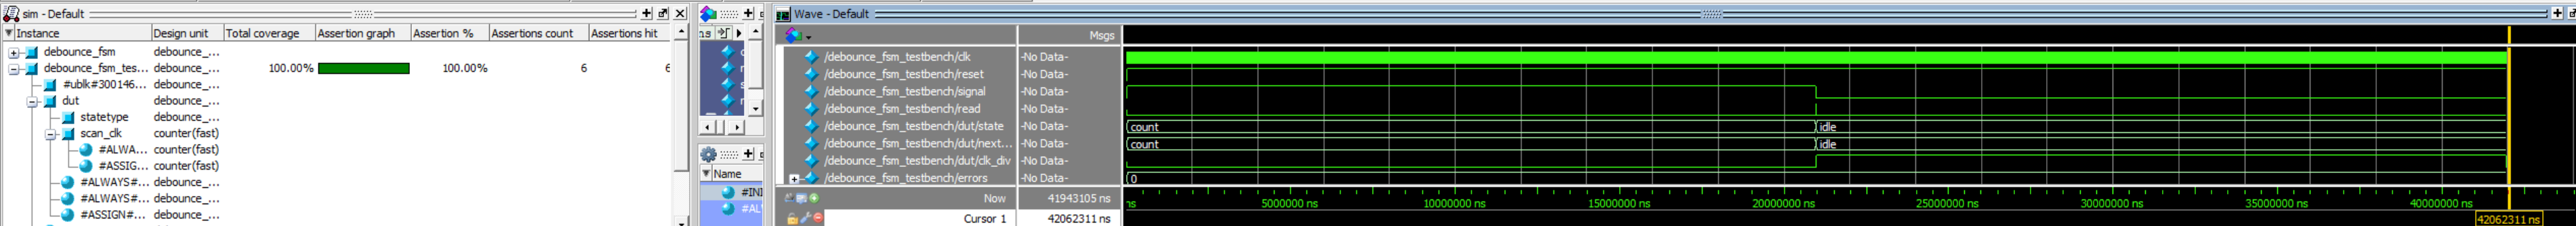 sim - Default
Instance Design unit Total coverage Assertion graph Assertion % Assertions count Assertions hit
debounce_fsm debounce_...
debounce_fsm_tes... debounce_... 100.00% 100.00% 6 6
#ublk#300146... debounce_...
dut debounce_...
statetype debounce_...
scan_clk counter(fast)
#ALWA... counter(fast)
#ASSIG... counter(fast)
#ALWAYS#... debounce_...
#ALWAYS#... debounce_...
#ASSIGN#... debounce_...
Name
#INI
#AL
Wave - Default
Msgs
/debounce_fsm_testbench/clk -No Data-
/debounce_fsm_testbench/reset -No Data-
/debounce_fsm_testbench/signal -No Data-
/debounce_fsm_testbench/read -No Data-
/debounce_fsm_testbench/dut/state -No Data- count idle
/debounce_fsm_testbench/dut/next... -No Data- count idle
/debounce_fsm_testbench/dut/clk_div -No Data-
/debounce_fsm_testbench/errors -No Data- 0
Now 41943105 ns ns 5000000 ns 10000000 ns 15000000 ns 20000000 ns 25000000 ns 30000000 ns 35000000 ns 40000000 ns
Cursor 1 42062311 ns 42062311 ns